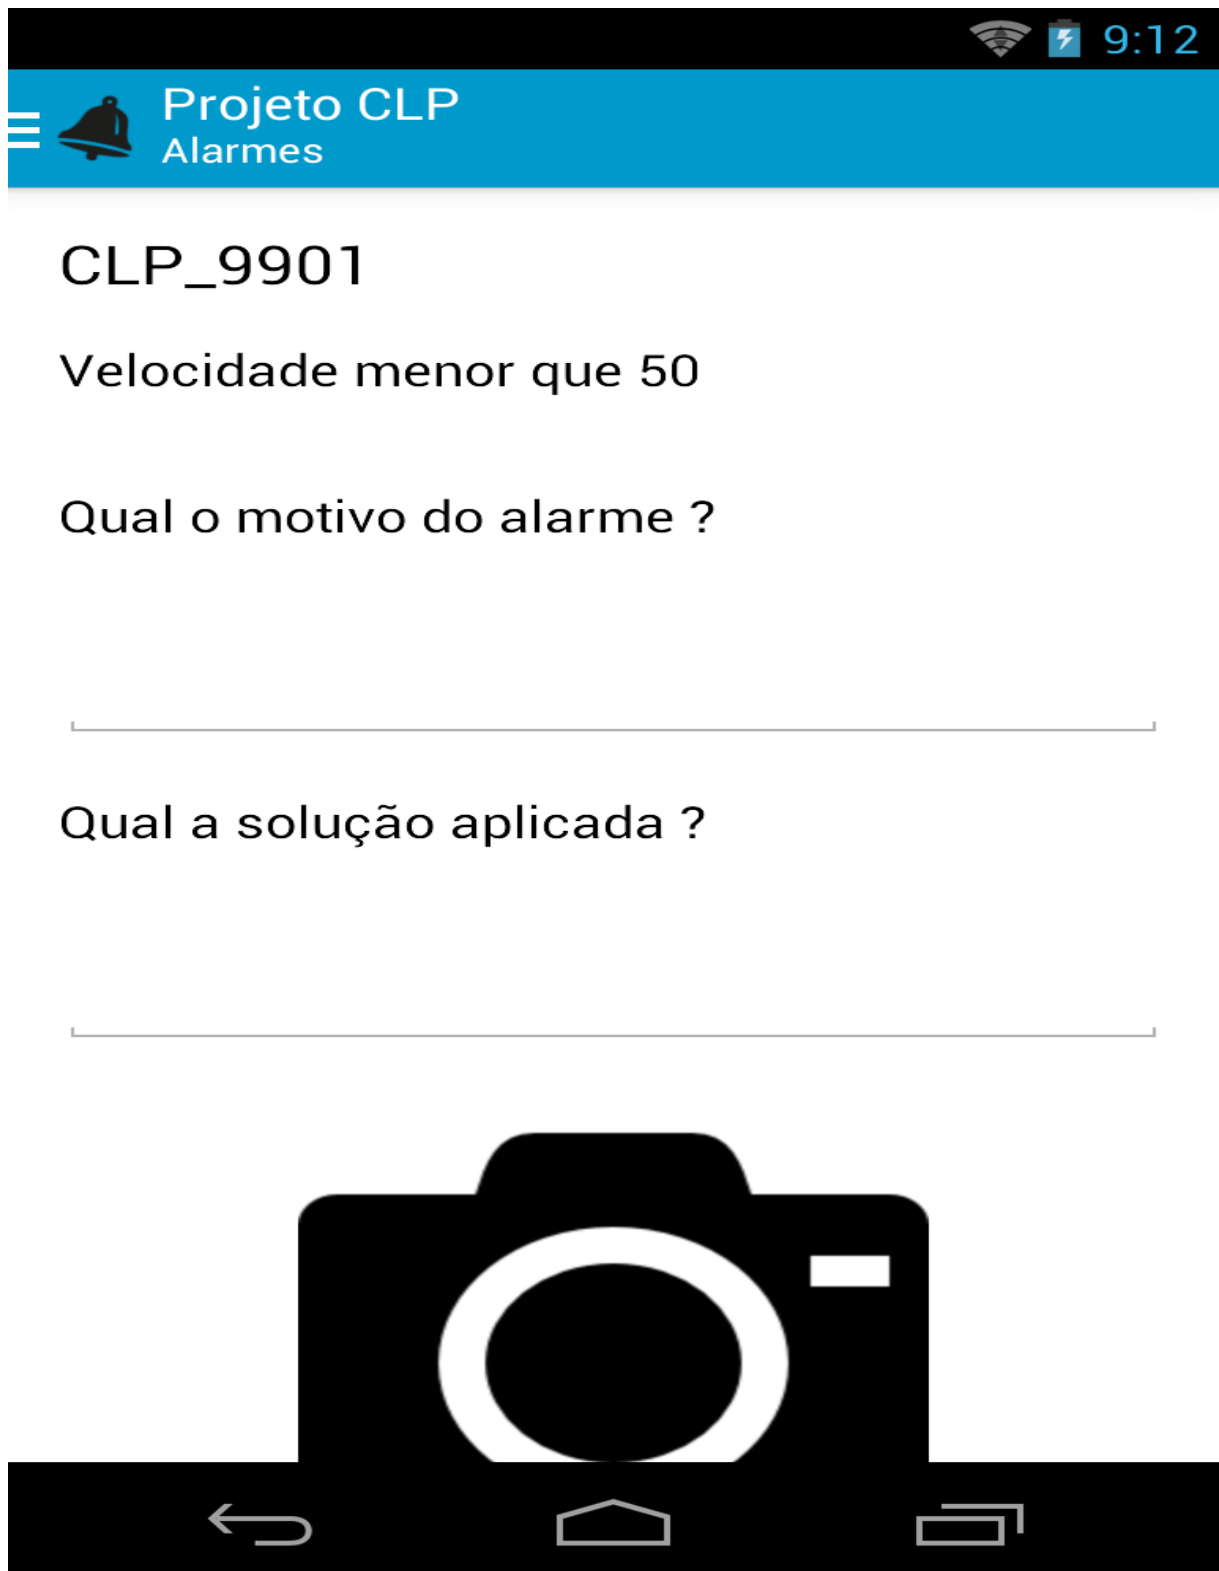 9:12
Projeto CLP
Alarmes
CLP_9901
Velocidade menor que 50
Qual o motivo do alarme ?
Qual a solução aplicada ?